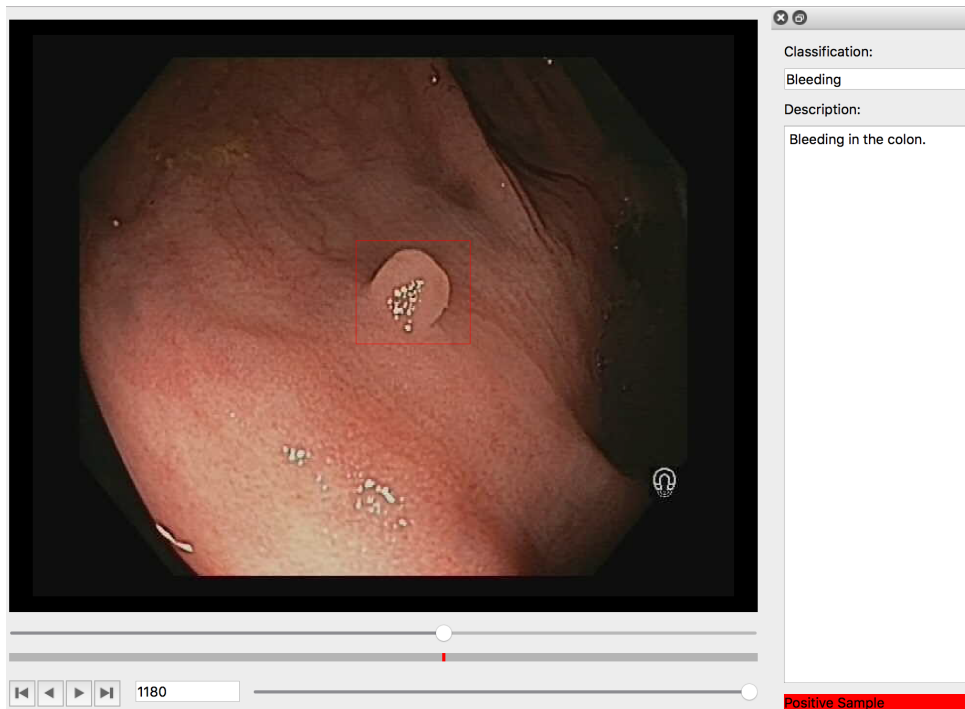 Classification:
Bleeding
Description:
Bleeding in the colon.
1180
Positive Sample